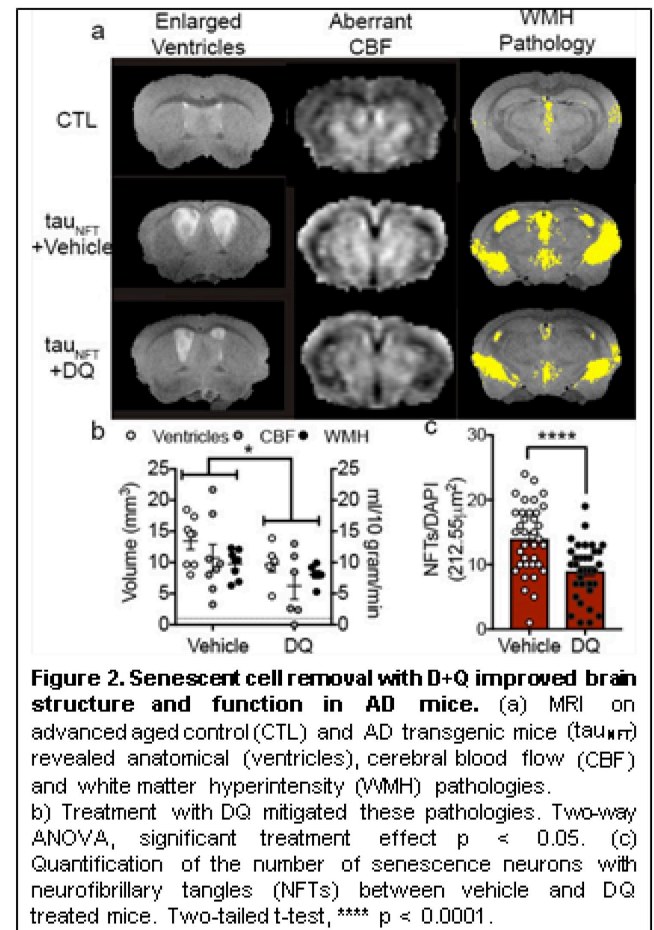 a
Enlarged Ventricles
Aberrant CBF
WMH Pathology
CTL
tauNFT +Vehicle
tauNFT +DQ
b
Ventricles CBF WMH
*
Volume (mm³)
25
20
15
10
5
0
25
20
15
10
5
0
ml/10 gram/min
Vehicle DQ
c
****
NFTs/DAPI
(212.55µm²)
30
20
10
0
Vehicle DQ
Figure 2. Senescent cell removal with D+Q improved brain
structure and function in AD mice. (a) MRI on
advanced aged control (CTL) and AD transgenic mice (tauNFT)
revealed anatomical (ventricles), cerebral blood flow (CBF)
and white matter hyperintensity (WMH) pathologies.
b) Treatment with DQ mitigated these pathologies. Two-way
ANOVA, significant treatment effect p < 0.05. (c)
Quantification of the number of senescence neurons with
neurofibrillary tangles (NFTs) between vehicle and DQ
treated mice. Two-tailed t-test, **** p < 0.0001.